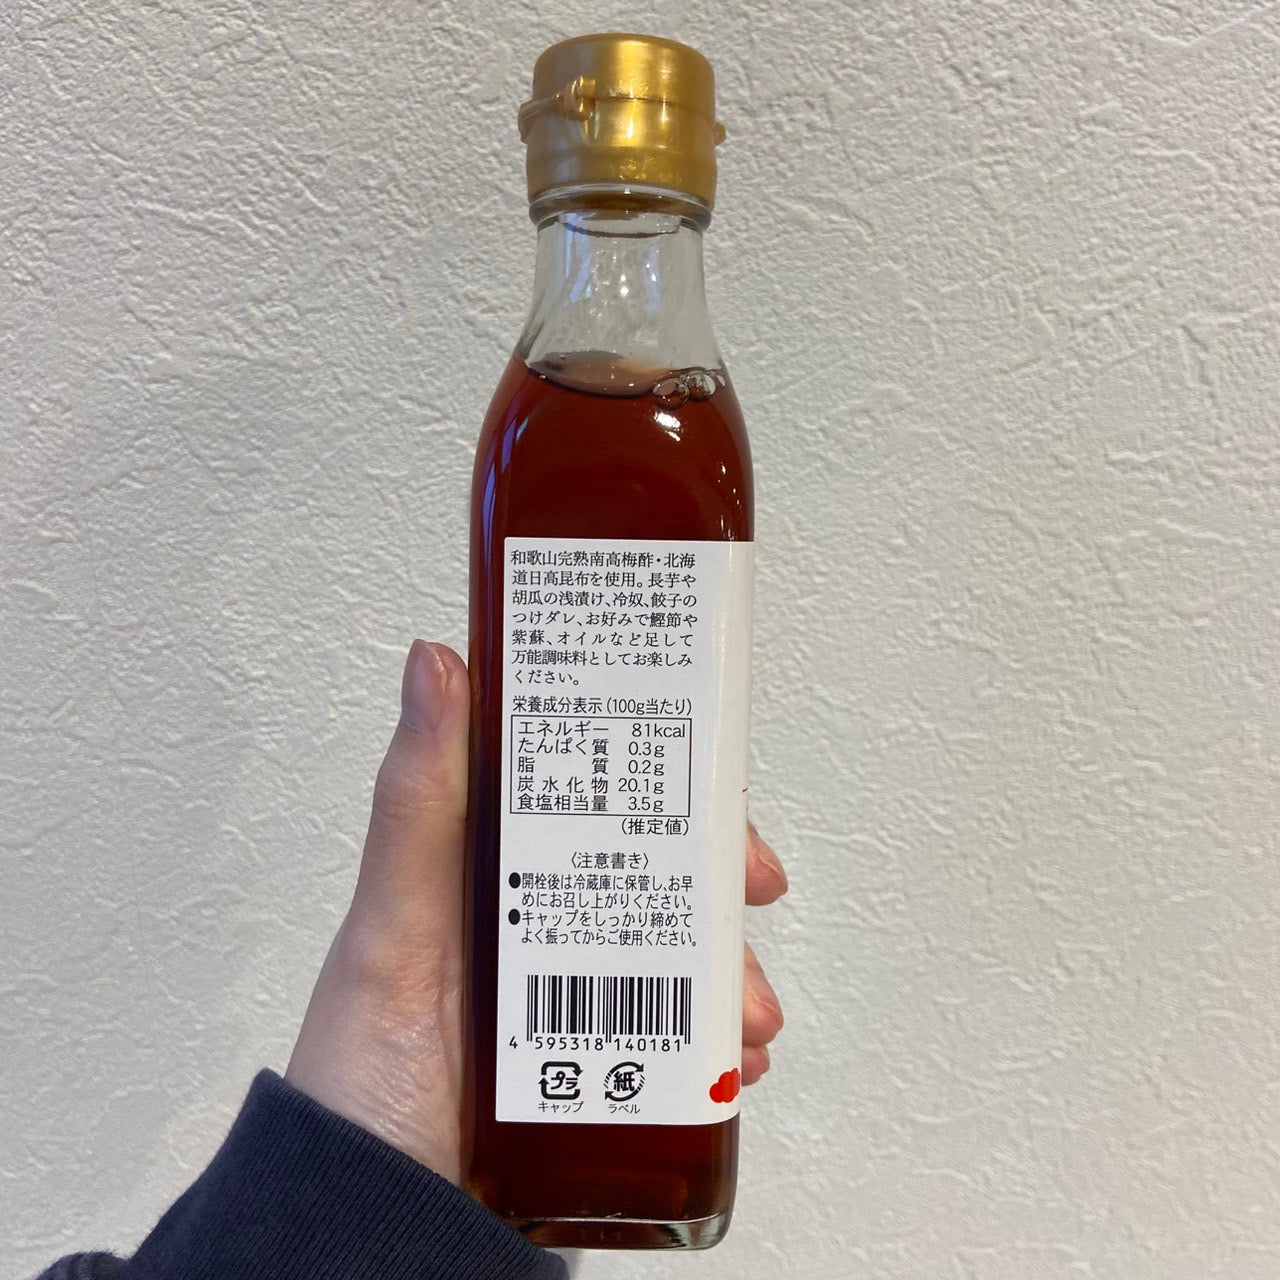 和歌山完熟南高梅酢・北海
道日高昆布を使用。長芋や
胡瓜の浅漬け、冷奴、餃子の
つけダレ、お好みで鰹節や
紫蘇、オイルなど足して
万能調味料としてお楽しみ
ください。
栄養成分表示(100g当たり)
エネルギー 81kcal
たんぱく質 0.3g
脂質 0.2g
炭水化物 20.1g
食塩相当量 3.5g
(推定値)
〈注意書き〉
●開栓後は冷蔵庫に保管し、お早
めにお召し上がりください。
●キャップをしっかり締めて
よく振ってからご使用ください。
4 595318 140181
プラ 紙
キャップ ラベル